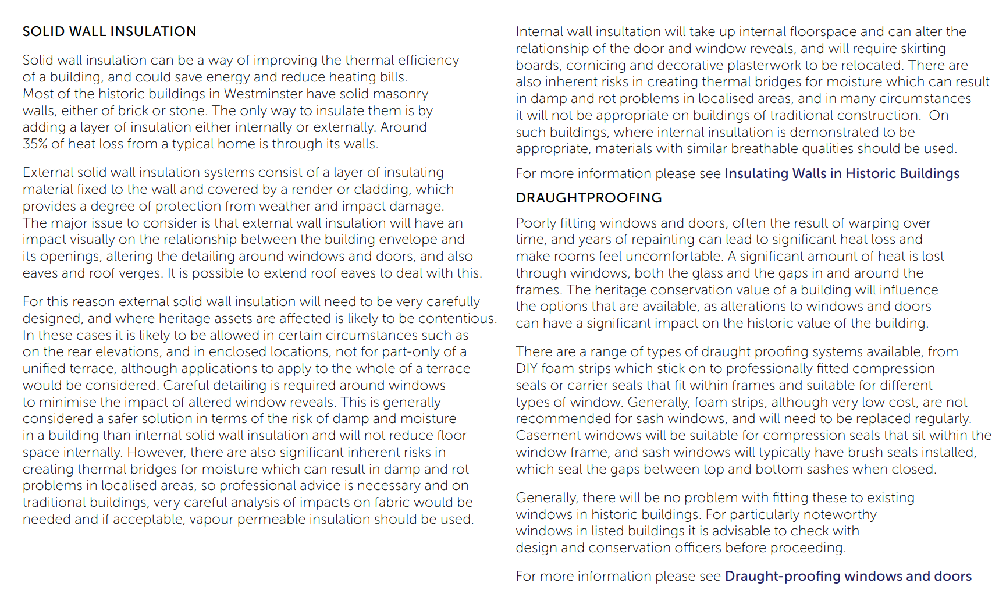 SOLID WALL INSULATION
Solid wall insulation can be a way of improving the thermal efficiency
of a building, and could save energy and reduce heating bills.
Most of the historic buildings in Westminster have solid masonry
walls, either of brick or stone. The only way to insulate them is by
adding a layer of insulation either internally or externally. Around
35% of heat loss from a typical home is through its walls.
External solid wall insulation systems consist of a layer of insulating
material fixed to the wall and covered by a render or cladding, which
provides a degree of protection from weather and impact damage.
The major issue to consider is that external wall insulation will have an
impact visually on the relationship between the building envelope and
its openings, altering the detailing around windows and doors, and also
eaves and roof verges. It is possible to extend roof eaves to deal with this.
For this reason external solid wall insulation will need to be very carefully
designed, and where heritage assets are affected is likely to be contentious.
In these cases it is likely to be allowed in certain circumstances such as
on the rear elevations, and in enclosed locations, not for part-only of a
unified terrace, although applications to apply to the whole of a terrace
would be considered. Careful detailing is required around windows
to minimise the impact of altered window reveals. This is generally
considered a safer solution in terms of the risk of damp and moisture
in a building than internal solid wall insulation and will not reduce floor
space internally. However, there are also significant inherent risks in
creating thermal bridges for moisture which can result in damp and rot
problems in localised areas, so professional advice is necessary and on
traditional buildings, very careful analysis of impacts on fabric would be
needed and if acceptable, vapour permeable insulation should be used.
Internal wall insultation will take up internal floorspace and can alter the
relationship of the door and window reveals, and will require skirting
boards, cornicing and decorative plasterwork to be relocated. There are
also inherent risks in creating thermal bridges for moisture which can result
in damp and rot problems in localised areas, and in many circumstances
it will not be appropriate on buildings of traditional construction.  On
such buildings, where internal insultation is demonstrated to be
appropriate, materials with similar breathable qualities should be used.
For more information please see Insulating Walls in Historic Buildings
DRAUGHTPROOFING
Poorly fitting windows and doors, often the result of warping over
time, and years of repainting can lead to significant heat loss and
make rooms feel uncomfortable. A significant amount of heat is lost
through windows, both the glass and the gaps in and around the
frames. The heritage conservation value of a building will influence
the options that are available, as alterations to windows and doors
can have a significant impact on the historic value of the building.
There are a range of types of draught proofing systems available, from
DIY foam strips which stick on to professionally fitted compression
seals or carrier seals that fit within frames and suitable for different
types of window. Generally, foam strips, although very low cost, are not
recommended for sash windows, and will need to be replaced regularly.
Casement windows will be suitable for compression seals that sit within the
window frame, and sash windows will typically have brush seals installed,
which seal the gaps between top and bottom sashes when closed.
Generally, there will be no problem with fitting these to existing
windows in historic buildings. For particularly noteworthy
windows in listed buildings it is advisable to check with
design and conservation officers before proceeding.
For more information please see Draught-proofing windows and doors